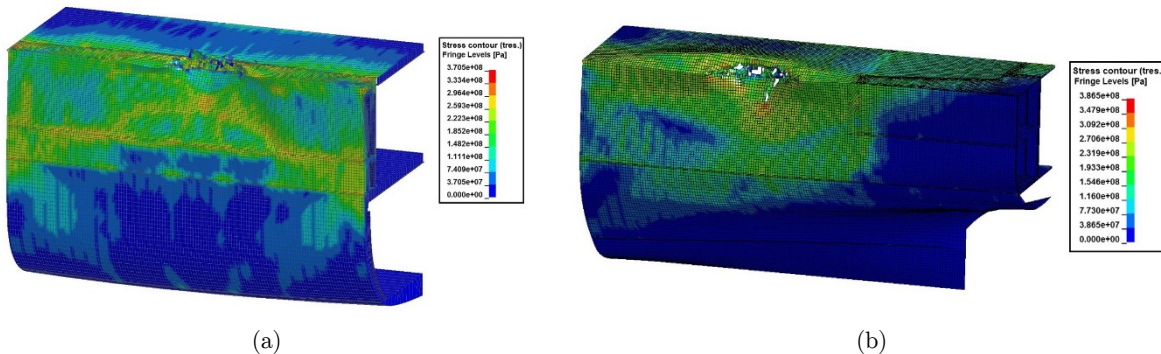 Stress contour (tres.)
Fringe Levels [Pa]
3.705e+08
3.334e+08
2.964e+08
2.593e+08
2.223e+08
1.852e+08
1.482e+08
1.111e+08
7.409e+07
3.705e+07
0.000e+00
Stress contour (tres.
Fringe Levels [Pa]
3.865e+08
3.479e+08
3.092e+08
2.706e+08
2.319e+08
1.933e+08
1.546e+08
1.160e+08
7.730e+07
3.865e+07
0.000e+00
(a)
(b)